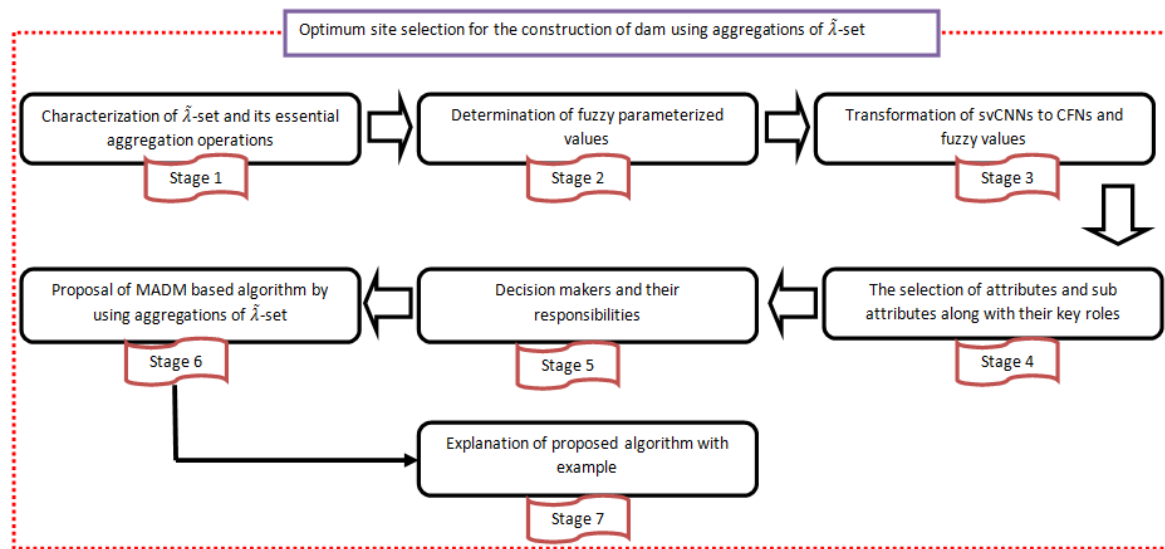 Optimum site selection for the construction of dam using aggregations of λ̃-set
Characterization of λ̃-set and its essential
aggregation operations
Stage 1
Determination of fuzzy parameterized
values
Stage 2
Transformation of svCNNs to CFNs and
fuzzy values
Stage 3
The selection of attributes and sub
attributes along with their key roles
Stage 4
Decision makers and their
responsibilities
Stage 5
Proposal of MADM based algorithm by
using aggregations of λ̃-set
Stage 6
Explanation of proposed algorithm with
example
Stage 7